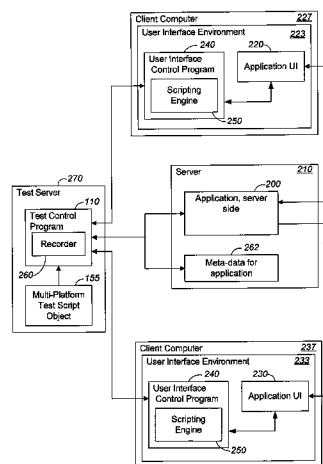 Client Computer 227
User Interface Environment 223
240
220
User Interface
Control Program
Application UI
Scripting
Engine
250
270
Test Server
110
Test Control
Program
Recorder
260
155
Multi-Platform
Test Script
Object
Server 210
200
Application, server
side
262
Meta-data for
application
Client Computer 237
User Interface Environment 233
240
230
User Interface
Control Program
Application UI
Scripting
Engine
250